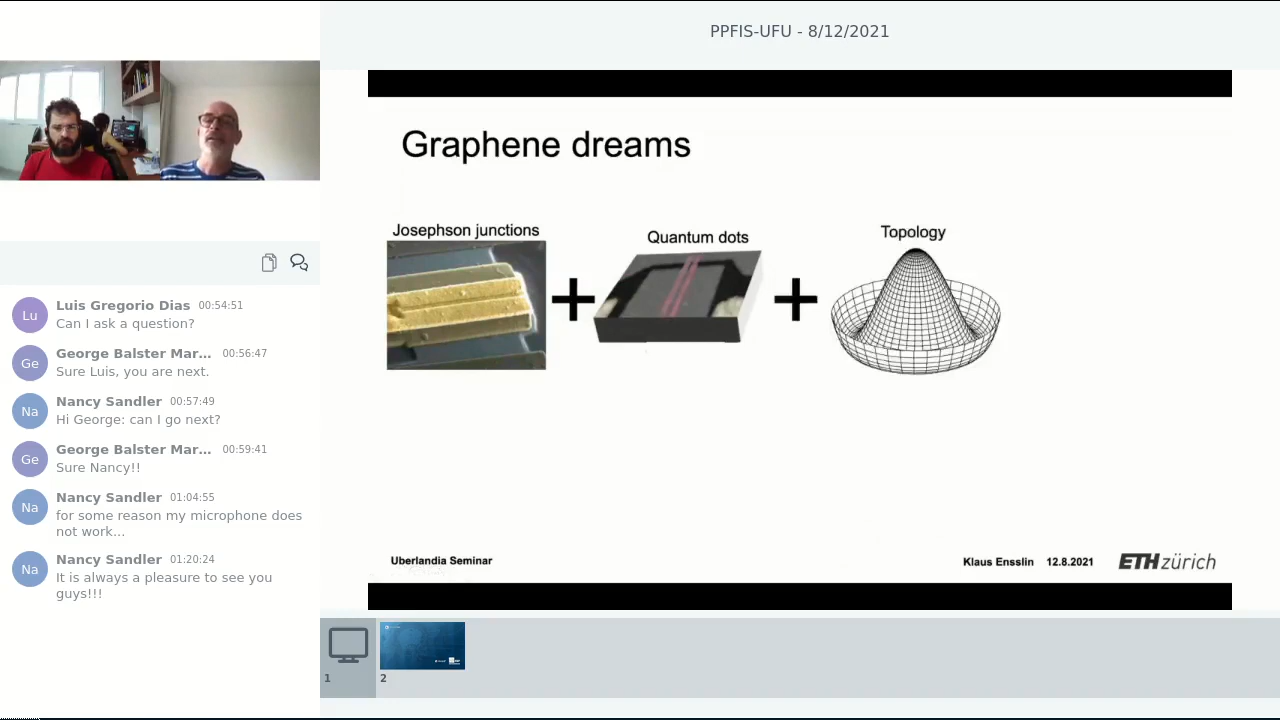 PPFIS-UFU - 8/12/2021
Graphene dreams
Josephson junctions
Quantum dots
Topology
+
+
Uberlandia Seminar
Klaus Ensslin 12.8.2021 ETH zürich
Lu
Luis Gregorio Dias 00:54:51
Can I ask a question?
Ge
George Balster Mar... 00:56:47
Sure Luis, you are next.
Na
Nancy Sandler 00:57:49
Hi George: can I go next?
Ge
George Balster Mar... 00:59:41
Sure Nancy!!
Na
Nancy Sandler 01:04:55
for some reason my microphone does
not work...
Na
Nancy Sandler 01:20:24
It is always a pleasure to see you
guys!!!
1
2